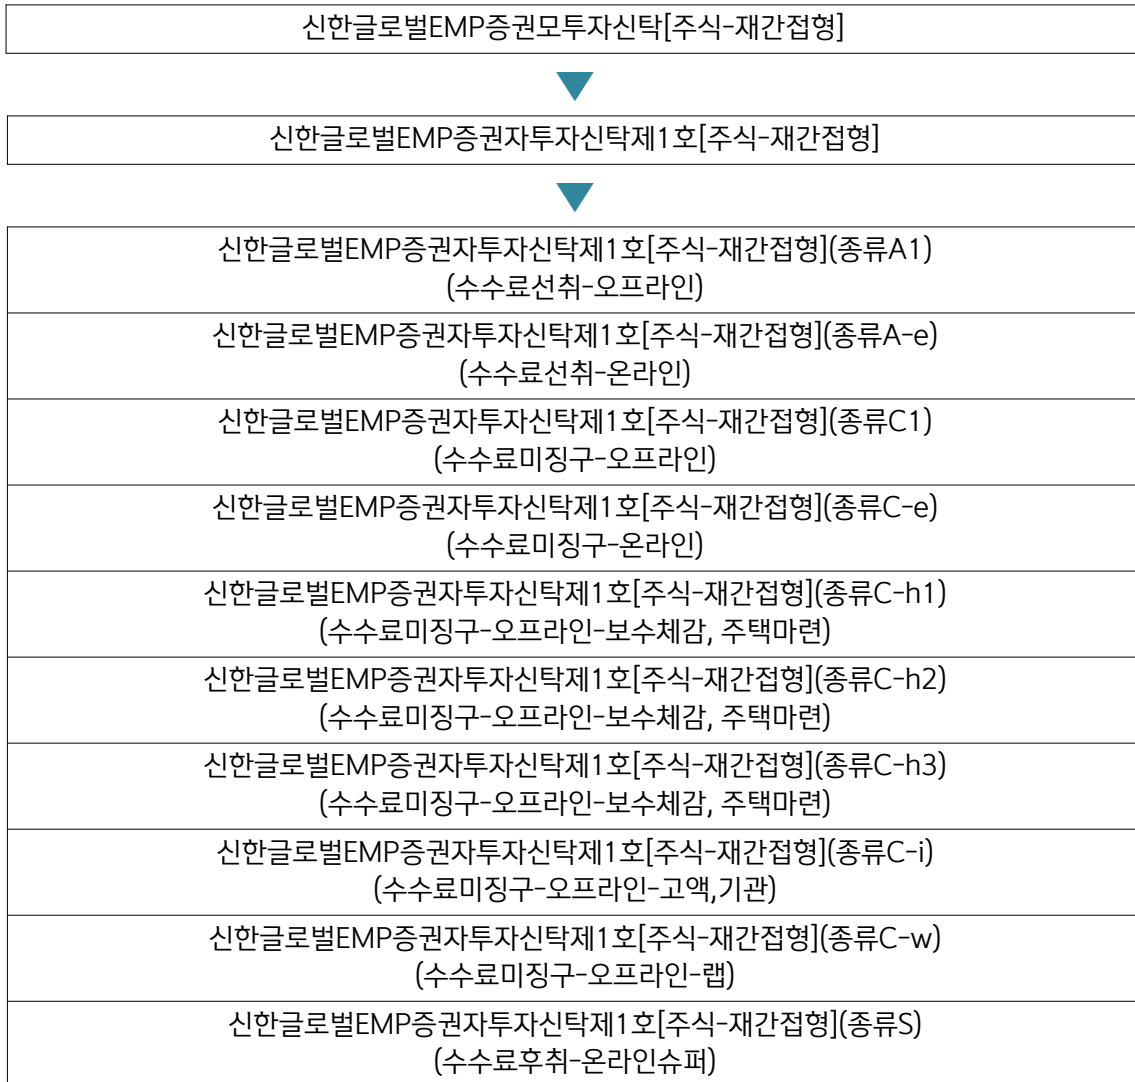 신한글로벌EMP증권모투자신탁[주식-재간접형]
신한글로벌EMP증권자투자신탁제1호[주식-재간접형]
신한글로벌EMP증권자투자신탁제1호[주식-재간접형](종류A1)
(수수료선취-오프라인)
신한글로벌EMP증권자투자신탁제1호[주식-재간접형](종류A-e)
(수수료선취-온라인)
신한글로벌EMP증권자투자신탁제1호[주식-재간접형](종류C1)
(수수료미징구-오프라인)
신한글로벌EMP증권자투자신탁제1호[주식-재간접형](종류C-e)
(수수료미징구-온라인)
신한글로벌EMP증권자투자신탁제1호[주식-재간접형](종류C-h1)
(수수료미징구-오프라인-보수체감, 주택마련)
신한글로벌EMP증권자투자신탁제1호[주식-재간접형](종류C-h2)
(수수료미징구-오프라인-보수체감, 주택마련)
신한글로벌EMP증권자투자신탁제1호[주식-재간접형](종류C-h3)
(수수료미징구-오프라인-보수체감, 주택마련)
신한글로벌EMP증권자투자신탁제1호[주식-재간접형](종류C-i)
(수수료미징구-오프라인-고액,기관)
신한글로벌EMP증권자투자신탁제1호[주식-재간접형](종류C-w)
(수수료미징구-오프라인-랩)
신한글로벌EMP증권자투자신탁제1호[주식-재간접형](종류S)
(수수료후취-온라인슈퍼)